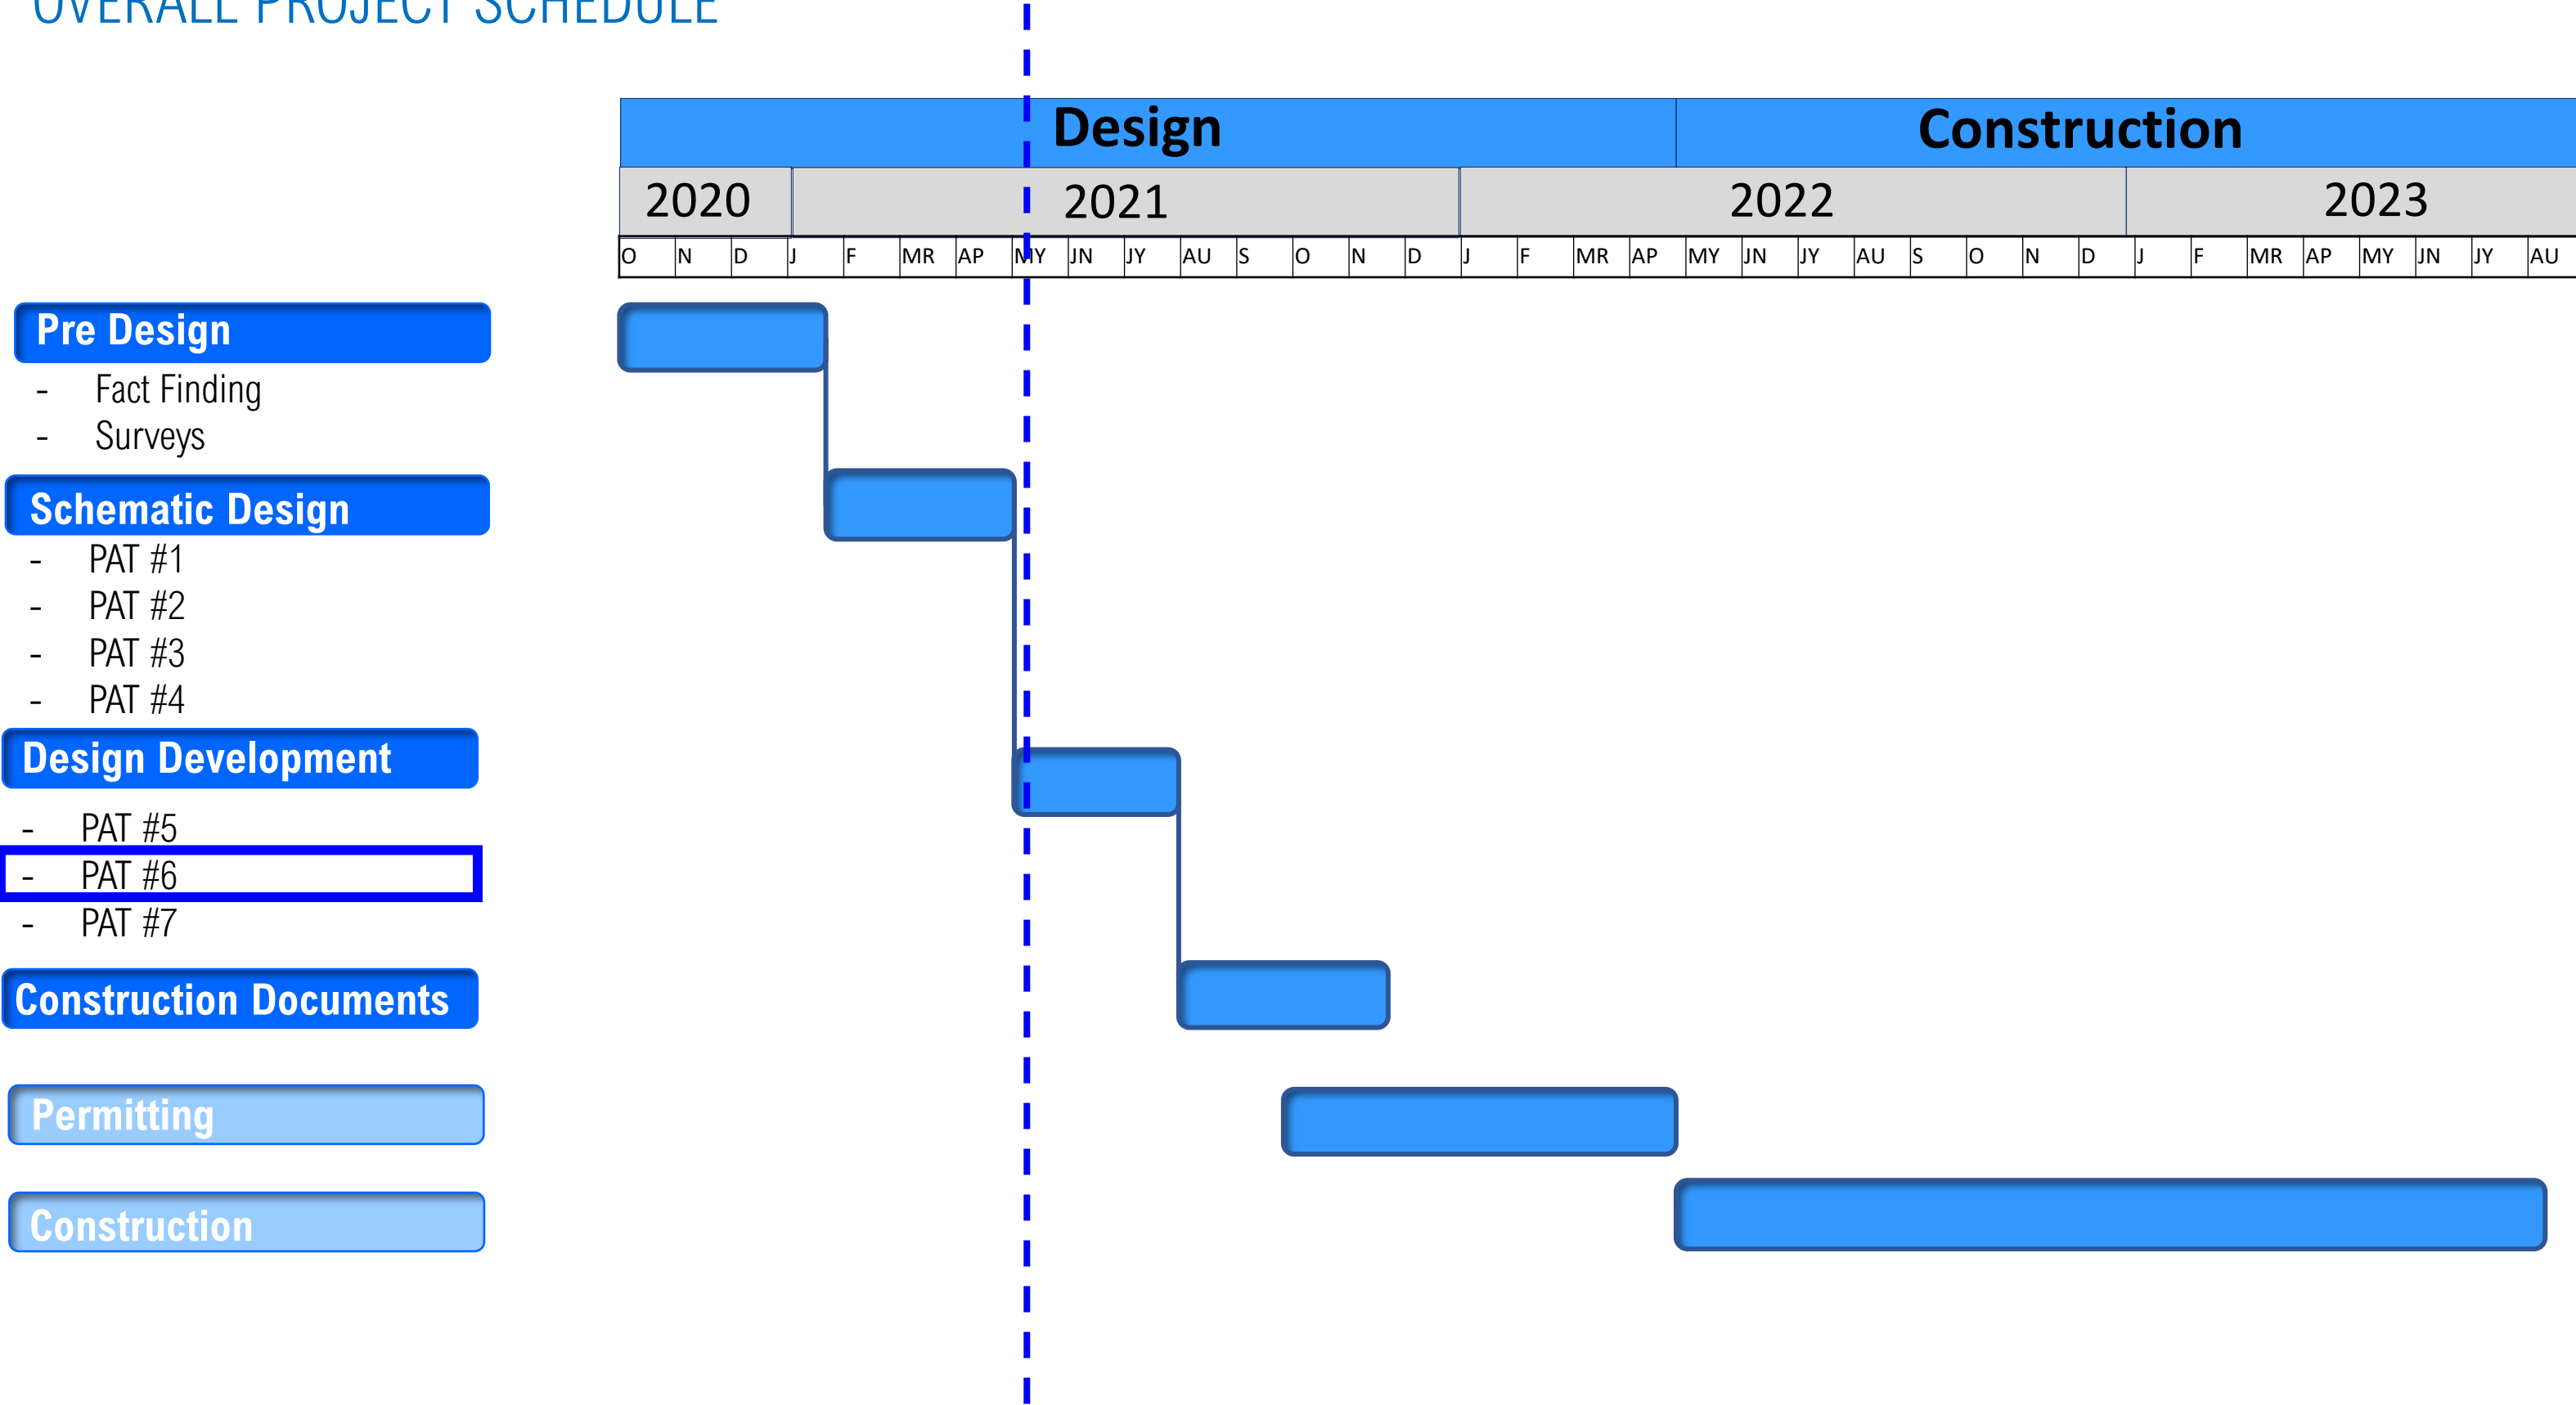 OVERALL PROJECT SCHEDULE
Design Construction
2020 2021 2022 2023
O N D J F MR AP MY JN JY AU S O N D J F MR AP MY JN JY AU S O N D J F MR AP MY JN JY AU
Pre Design
- Fact Finding
- Surveys
Schematic Design
- PAT #1
- PAT #2
- PAT #3
- PAT #4
Design Development
- PAT #5
- PAT #6
- PAT #7
Construction Documents
Permitting
Construction